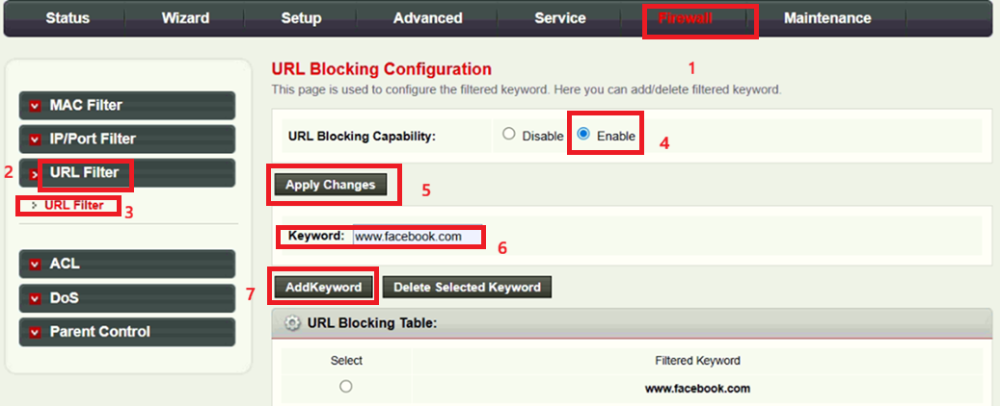 Status Wizard Setup Advanced Service Firewall Maintenance
1
MAC Filter
IP/Port Filter
2 URL Filter
URL Filter 3
ACL
DoS
Parent Control
URL Blocking Configuration
This page is used to configure the filtered keyword. Here you can add/delete filtered keyword.
URL Blocking Capability: Disable Enable 4
Apply Changes 5
Keyword: www.facebook.com 6
7 AddKeyword Delete Selected Keyword
URL Blocking Table:
Select Filtered Keyword
www.facebook.com